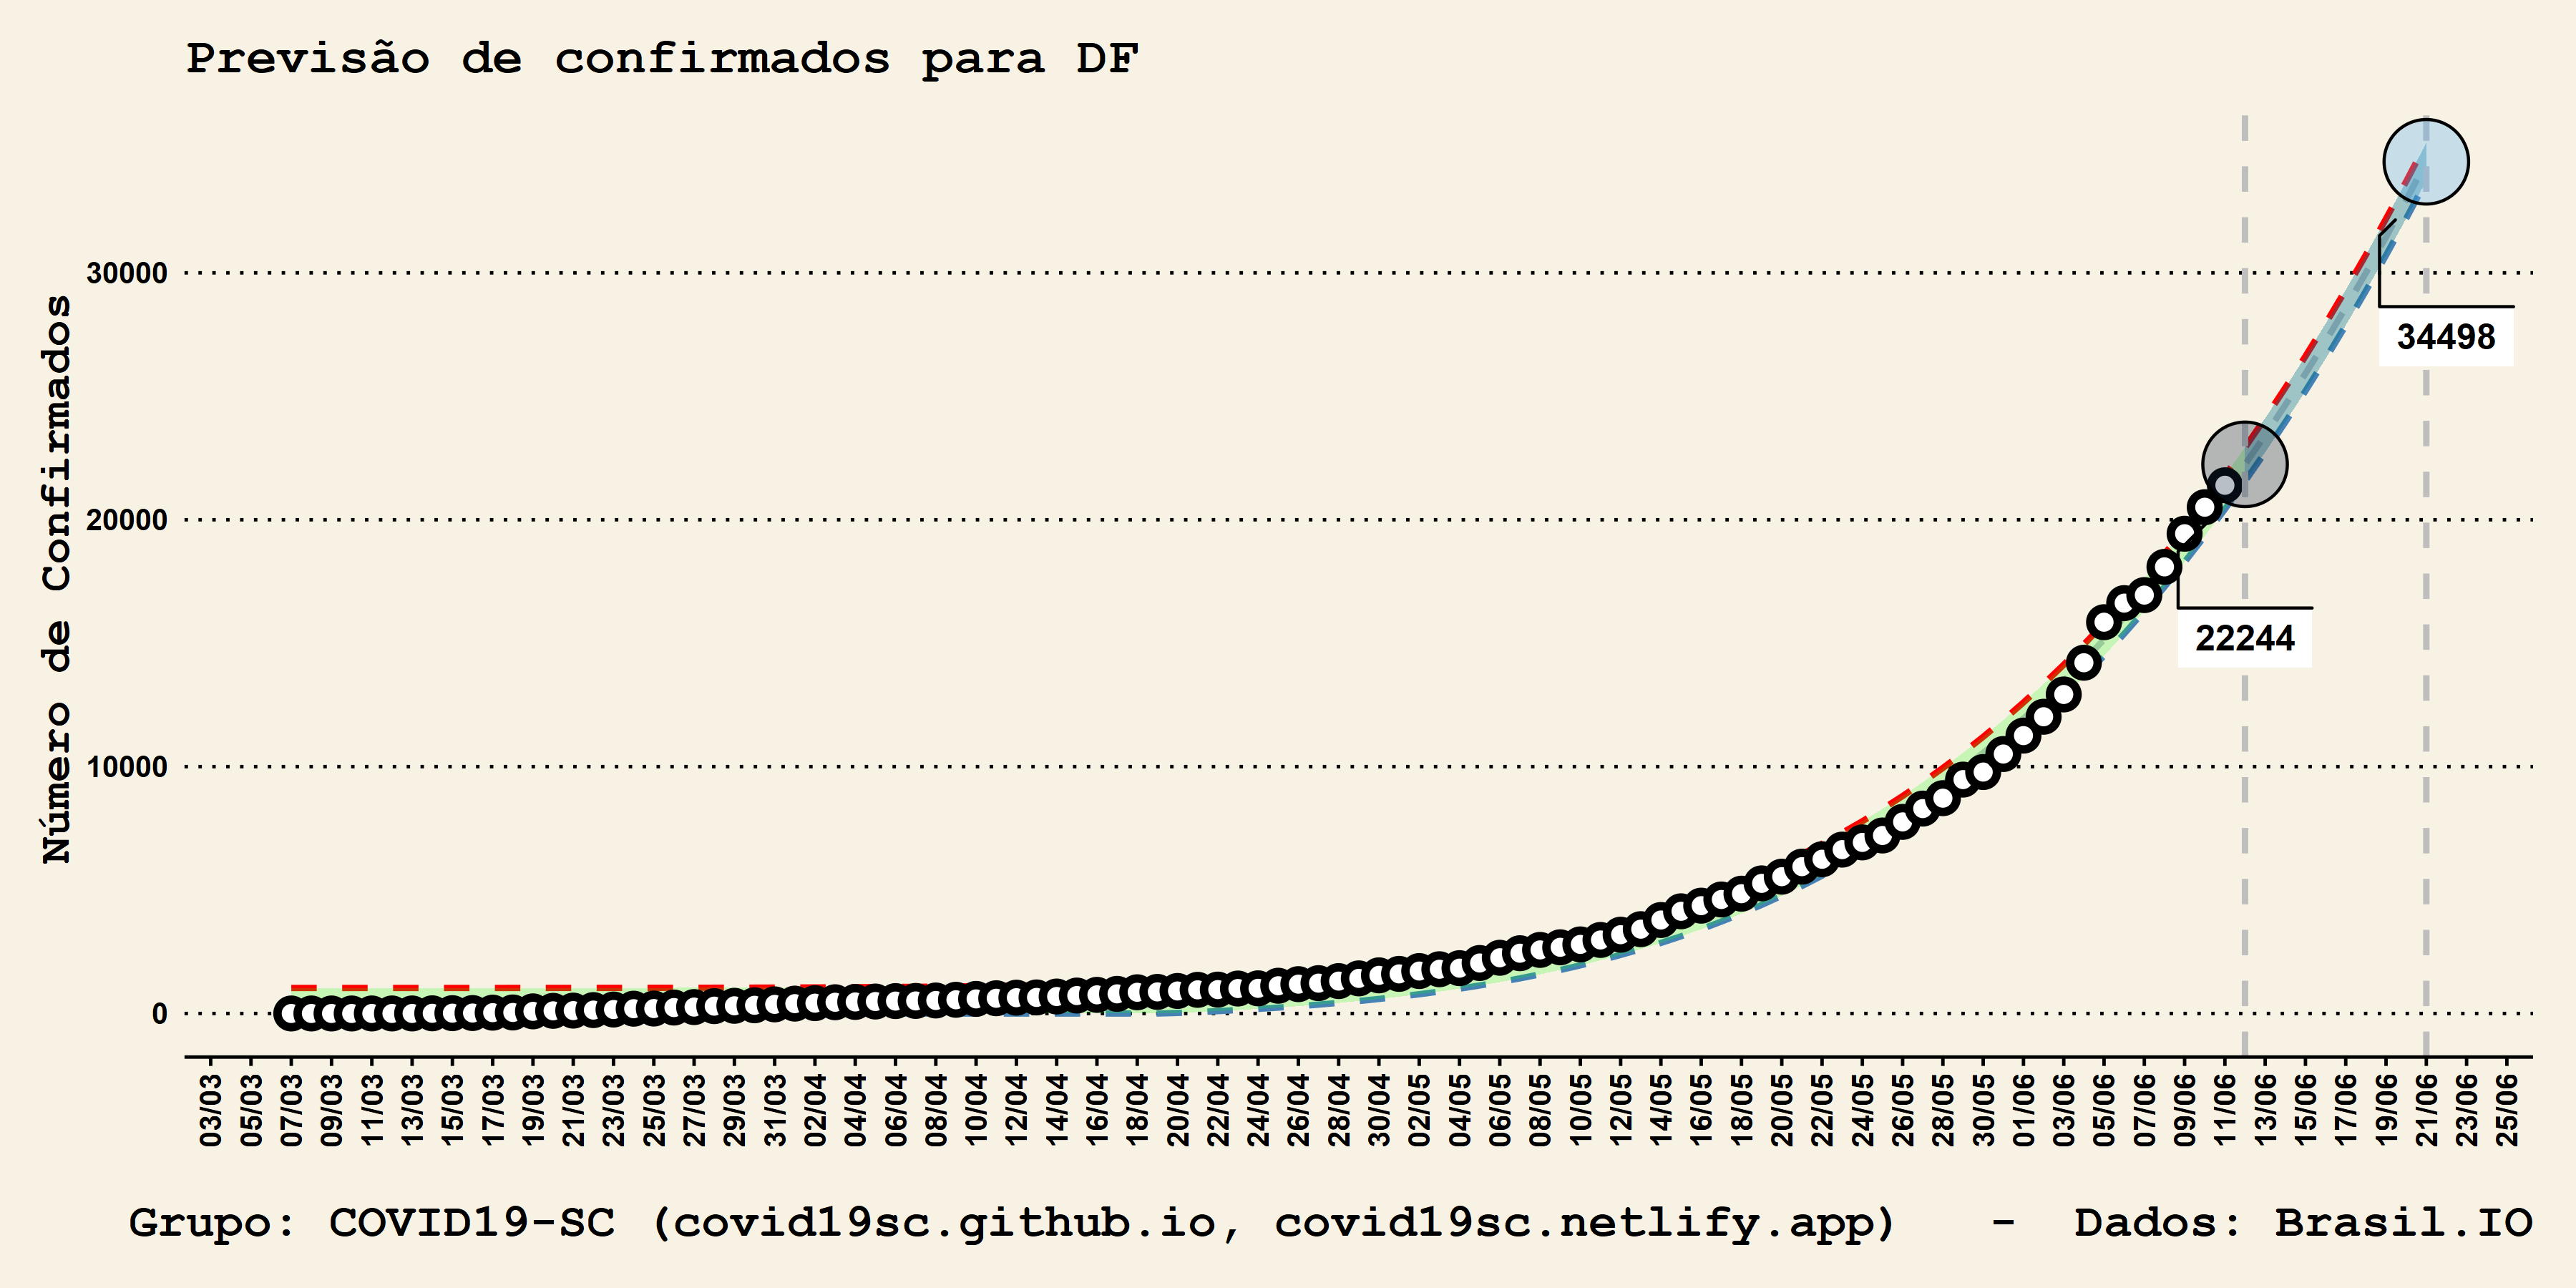 Previsão de confirmados para DF
Número de Confirmados
30000
20000
10000
0
34498
22244
03/03 05/03 07/03 09/03 11/03 13/03 15/03 17/03 19/03 21/03 23/03 25/03 27/03 29/03 31/03 02/04 04/04 06/04 08/04 10/04 12/04 14/04 16/04 18/04 20/04 22/04 24/04 26/04 28/04 30/04 02/05 04/05 06/05 08/05 10/05 12/05 14/05 16/05 18/05 20/05 22/05 24/05 26/05 28/05 30/05 01/06 03/06 05/06 07/06 09/06 11/06 13/06 15/06 17/06 19/06 21/06 23/06 25/06
Grupo: COVID19-SC (covid19sc.github.io, covid19sc.netlify.app) - Dados: Brasil.IO